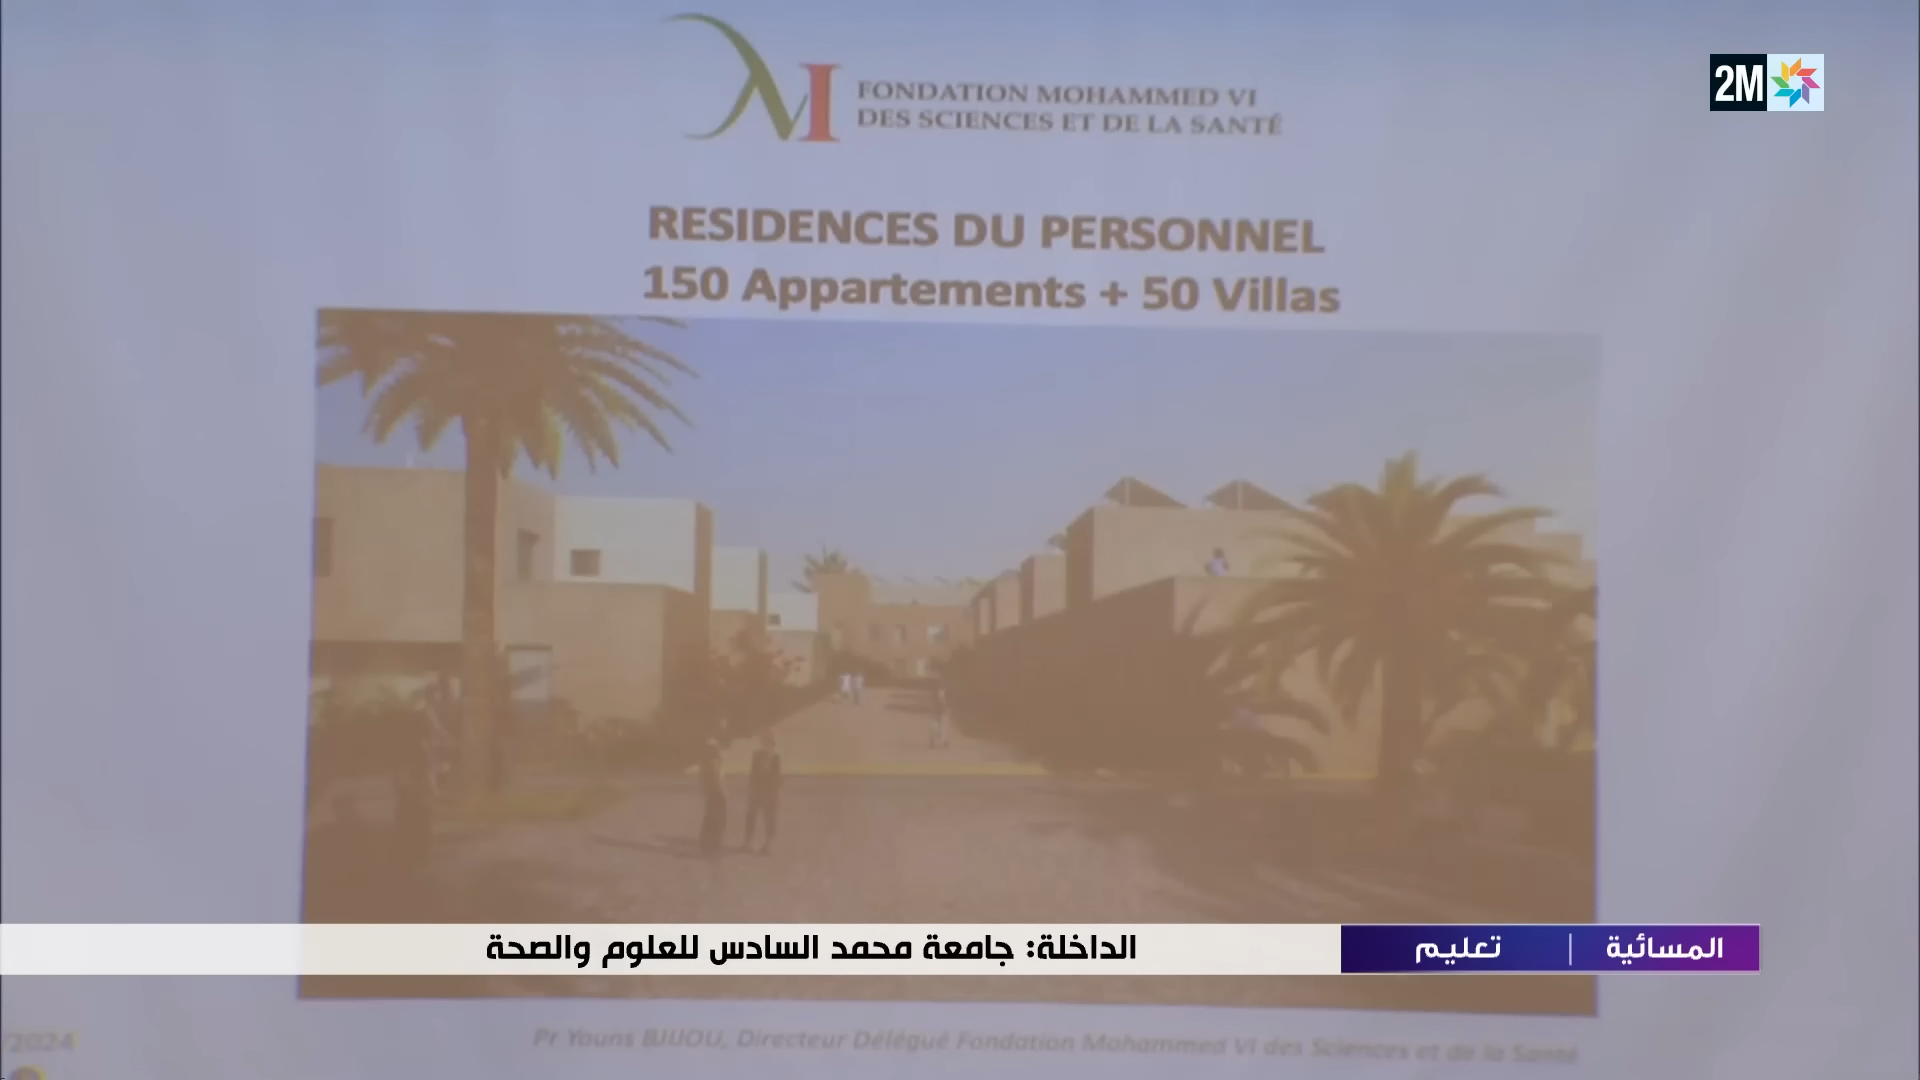 2M
FONDATION MOHAMMED VI
DES SCIENCES ET DE LA SANTÉ
RESIDENCES DU PERSONNEL
150 Appartements + 50 Villas
المسائية | تعليم
الداخلة: جامعة محمد السادس للعلوم والصحة
Pr Youns BJIJOU, Directeur Délégué Fondation Mohammed VI des Sciences et de la Santé
/2024